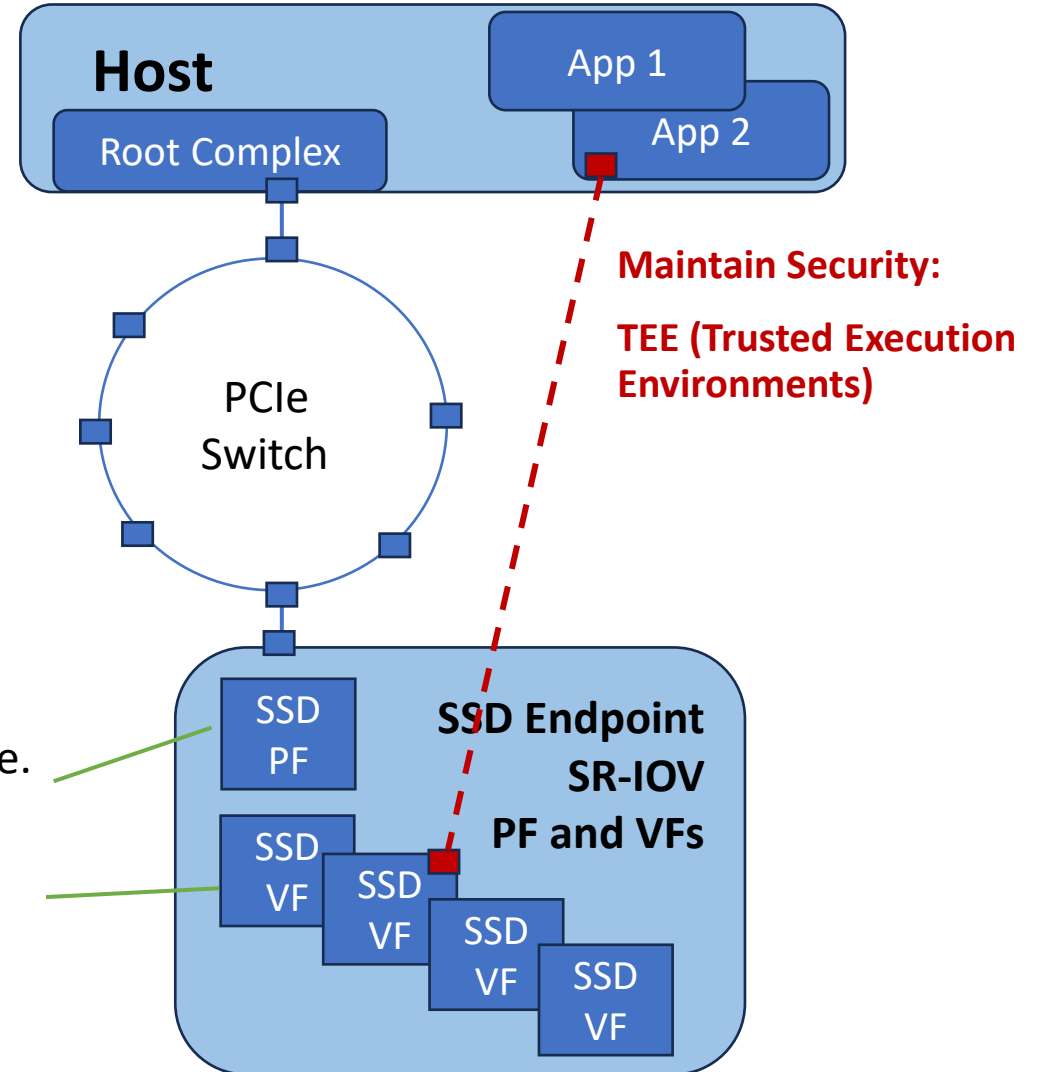 Host
App 1
App 2
Root Complex
Maintain Security:
TEE (Trusted Execution
Environments)
PCIe
Switch
SSD
PF
SSD Endpoint
SR-IOV
PF and VFs
e.
SSD
VF
SSD
VF
SSD
VF
SSD
VF